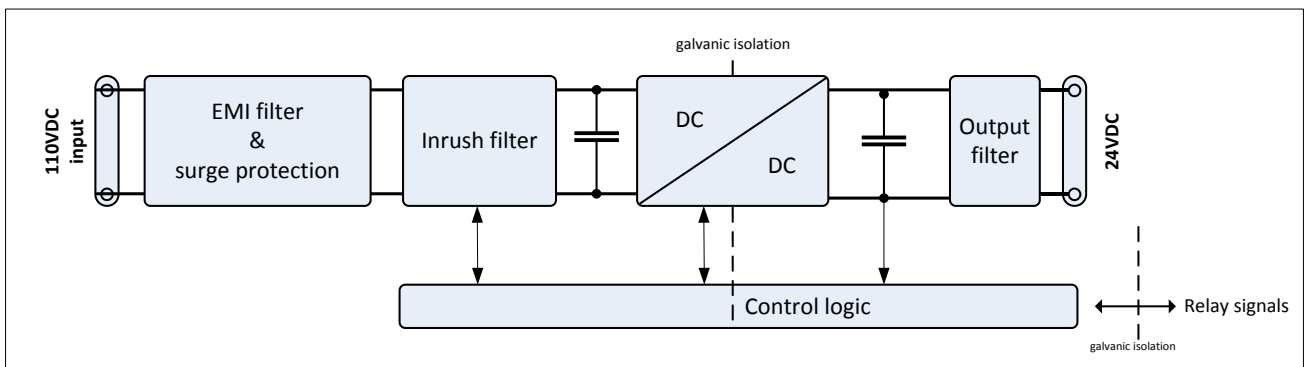 galvanic isolation
110VDC
input
EMI filter
&
surge protection
Inrush filter
DC
DC
Output
filter
24VDC
Control logic
Relay signals
galvanic isolation